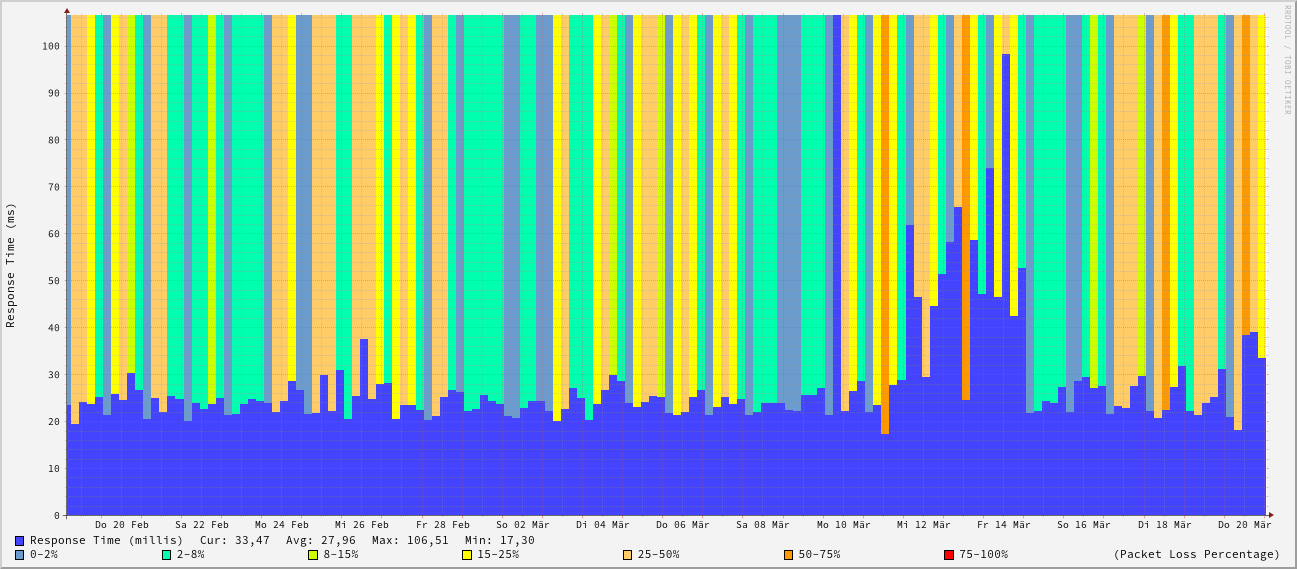 RRDTOOL / TOBI OETIKER
Response Time (ms)
100
90
80
70
60
50
40
30
20
10
0
Do 20 Feb Sa 22 Feb Mo 24 Feb Mi 26 Feb Fr 28 Feb So 02 Mär Di 04 Mär Do 06 Mär Sa 08 Mär Mo 10 Mär Mi 12 Mär Fr 14 Mär So 16 Mär Di 18 Mär Do 20 Mär
Response Time (millis) Cur: 33,47 Avg: 27,96 Max: 106,51 Min: 17,30
0-2% 2-8% 8-15% 15-25% 25-50% 50-75% 75-100% (Packet Loss Percentage)